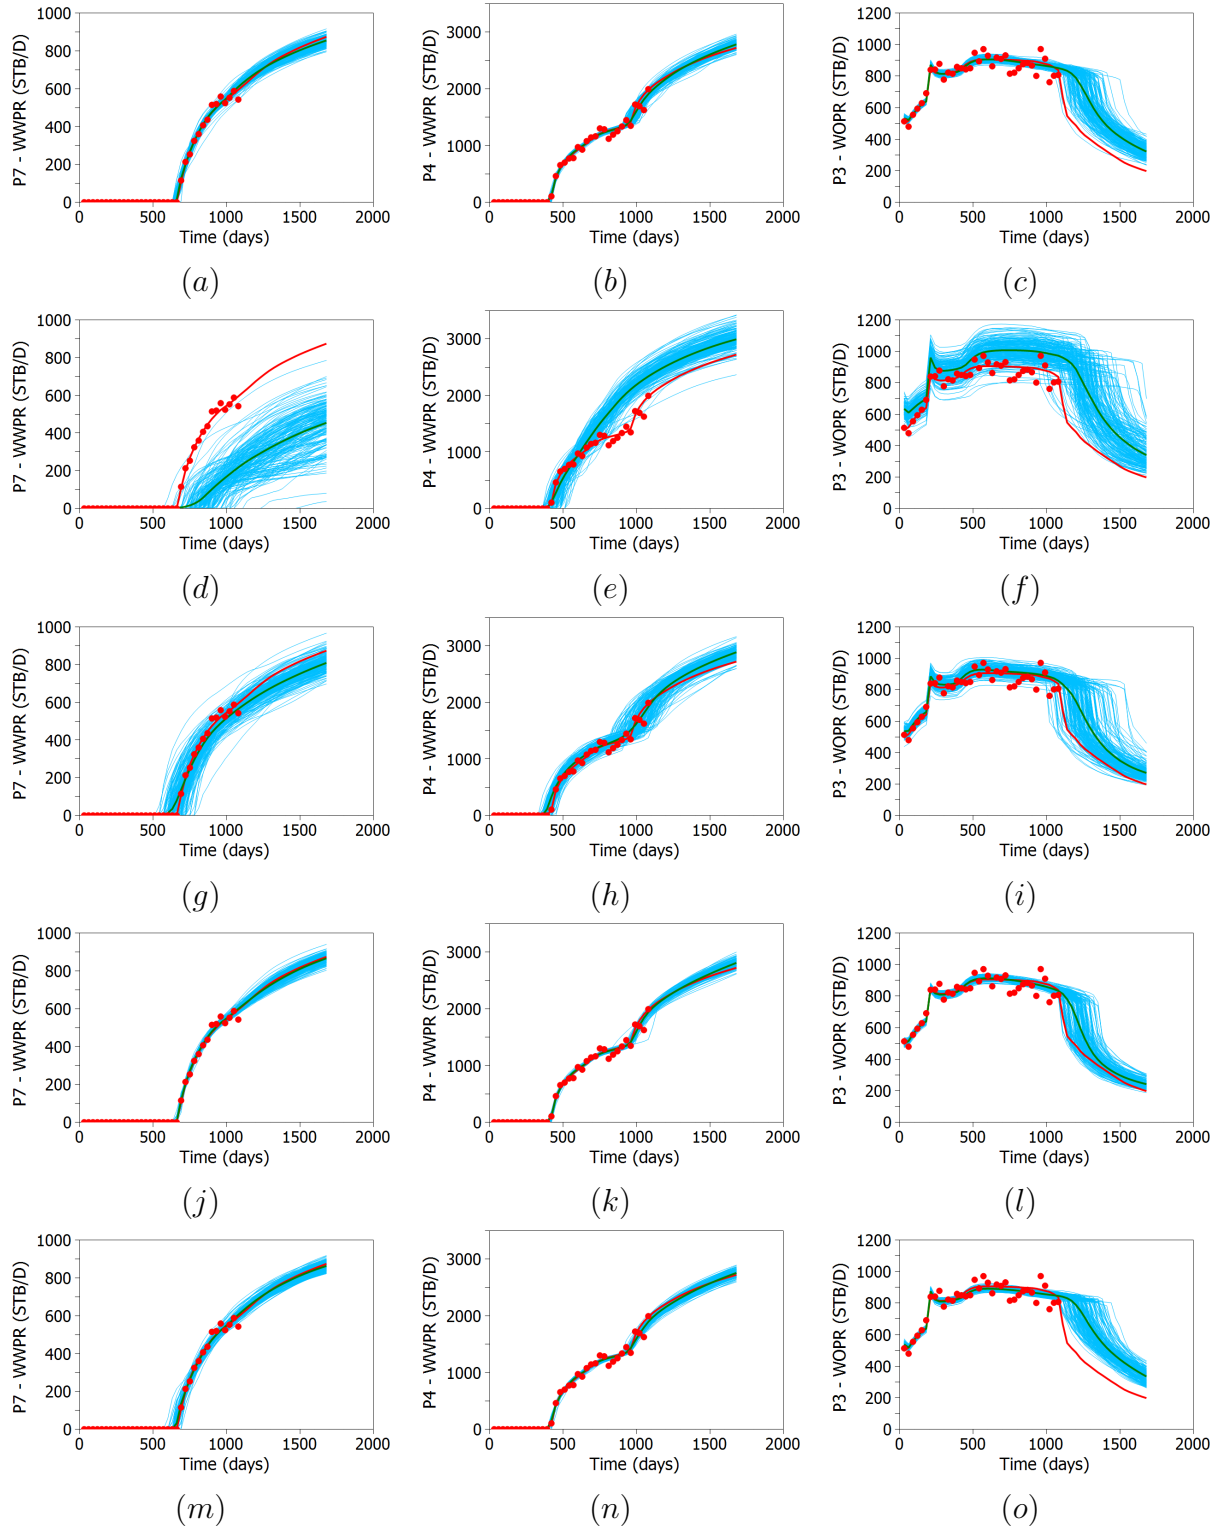 P7 - WWPR (STB/D)
1000
800
600
400
200
0
0 500 1000 1500 2000
Time (days)
(a)
P4 - WWPR (STB/D)
3000
2000
1000
0
0 500 1000 1500 2000
Time (days)
(b)
P3 - WOPR (STB/D)
1200
1000
800
600
400
200
0
0 500 1000 1500 2000
Time (days)
(c)
P7 - WWPR (STB/D)
1000
800
600
400
200
0
0 500 1000 1500 2000
Time (days)
(d)
P4 - WWPR (STB/D)
3000
2000
1000
0
0 500 1000 1500 2000
Time (days)
(e)
P3 - WOPR (STB/D)
1200
1000
800
600
400
200
0
0 500 1000 1500 2000
Time (days)
(f)
P7 - WWPR (STB/D)
1000
800
600
400
200
0
0 500 1000 1500 2000
Time (days)
(g)
P4 - WWPR (STB/D)
3000
2000
1000
0
0 500 1000 1500 2000
Time (days)
(h)
P3 - WOPR (STB/D)
1200
1000
800
600
400
200
0
0 500 1000 1500 2000
Time (days)
(i)
P7 - WWPR (STB/D)
1000
800
600
400
200
0
0 500 1000 1500 2000
Time (days)
(j)
P4 - WWPR (STB/D)
3000
2000
1000
0
0 500 1000 1500 2000
Time (days)
(k)
P3 - WOPR (STB/D)
1200
1000
800
600
400
200
0
0 500 1000 1500 2000
Time (days)
(l)
P7 - WWPR (STB/D)
1000
800
600
400
200
0
0 500 1000 1500 2000
Time (days)
(m)
P4 - WWPR (STB/D)
3000
2000
1000
0
0 500 1000 1500 2000
Time (days)
(n)
P3 - WOPR (STB/D)
1200
1000
800
600
400
200
0
0 500 1000 1500 2000
Time (days)
(o)